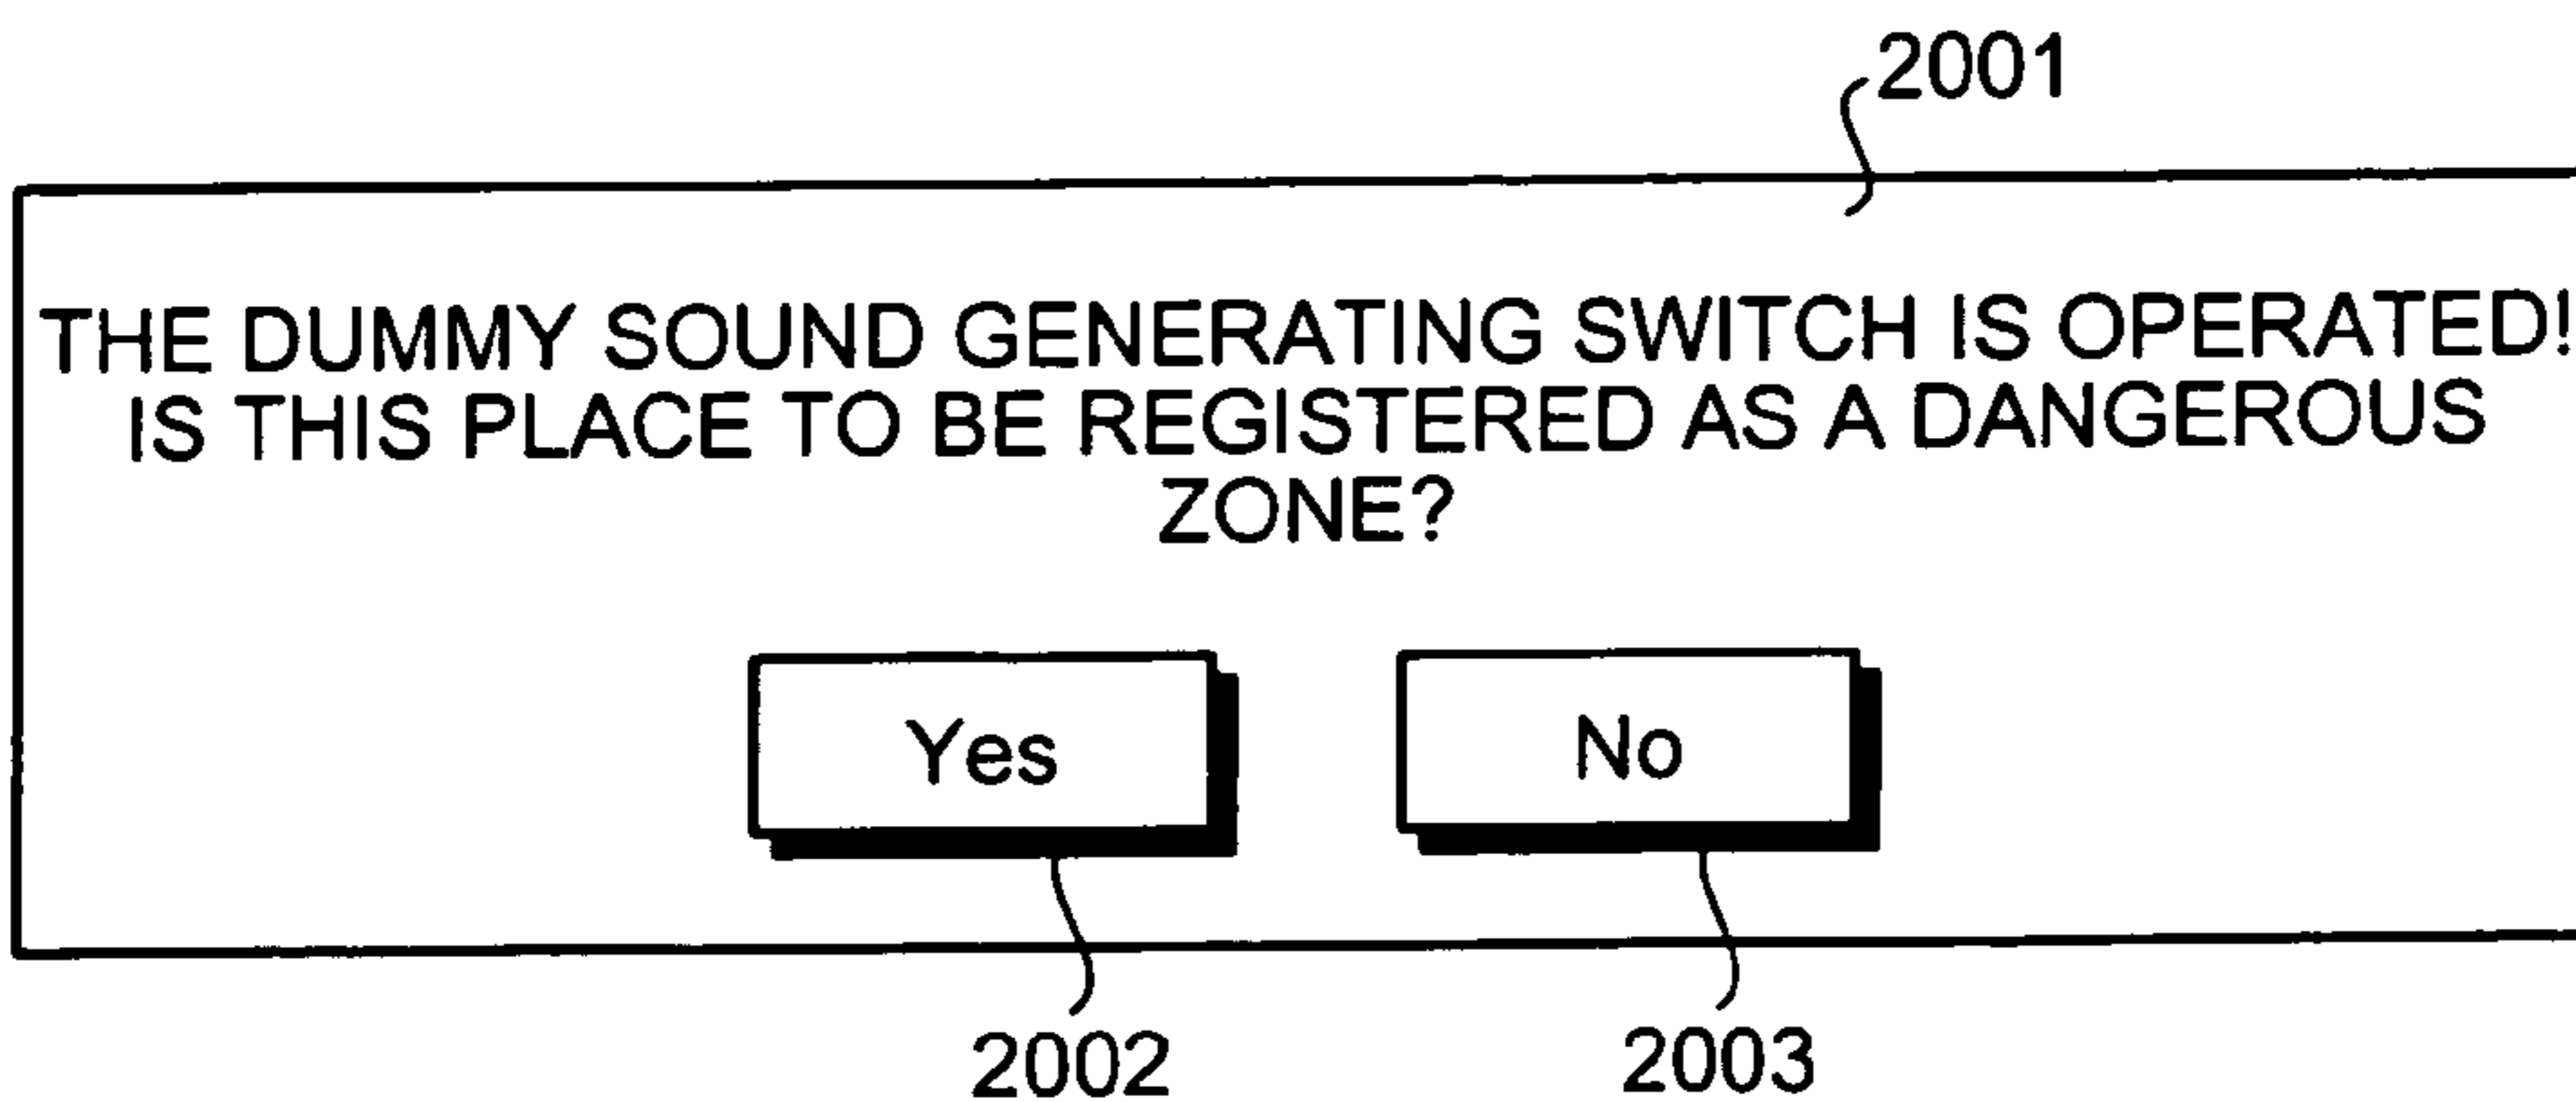 2001
THE DUMMY SOUND GENERATING SWITCH IS OPERATED!
IS THIS PLACE TO BE REGISTERED AS A DANGEROUS
ZONE?
Yes No
2002 2003